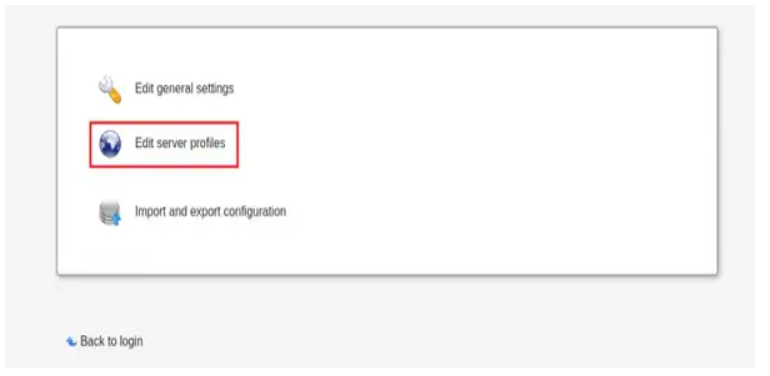 Edit general settings
Edit server profiles
Import and export configuration
Back to login